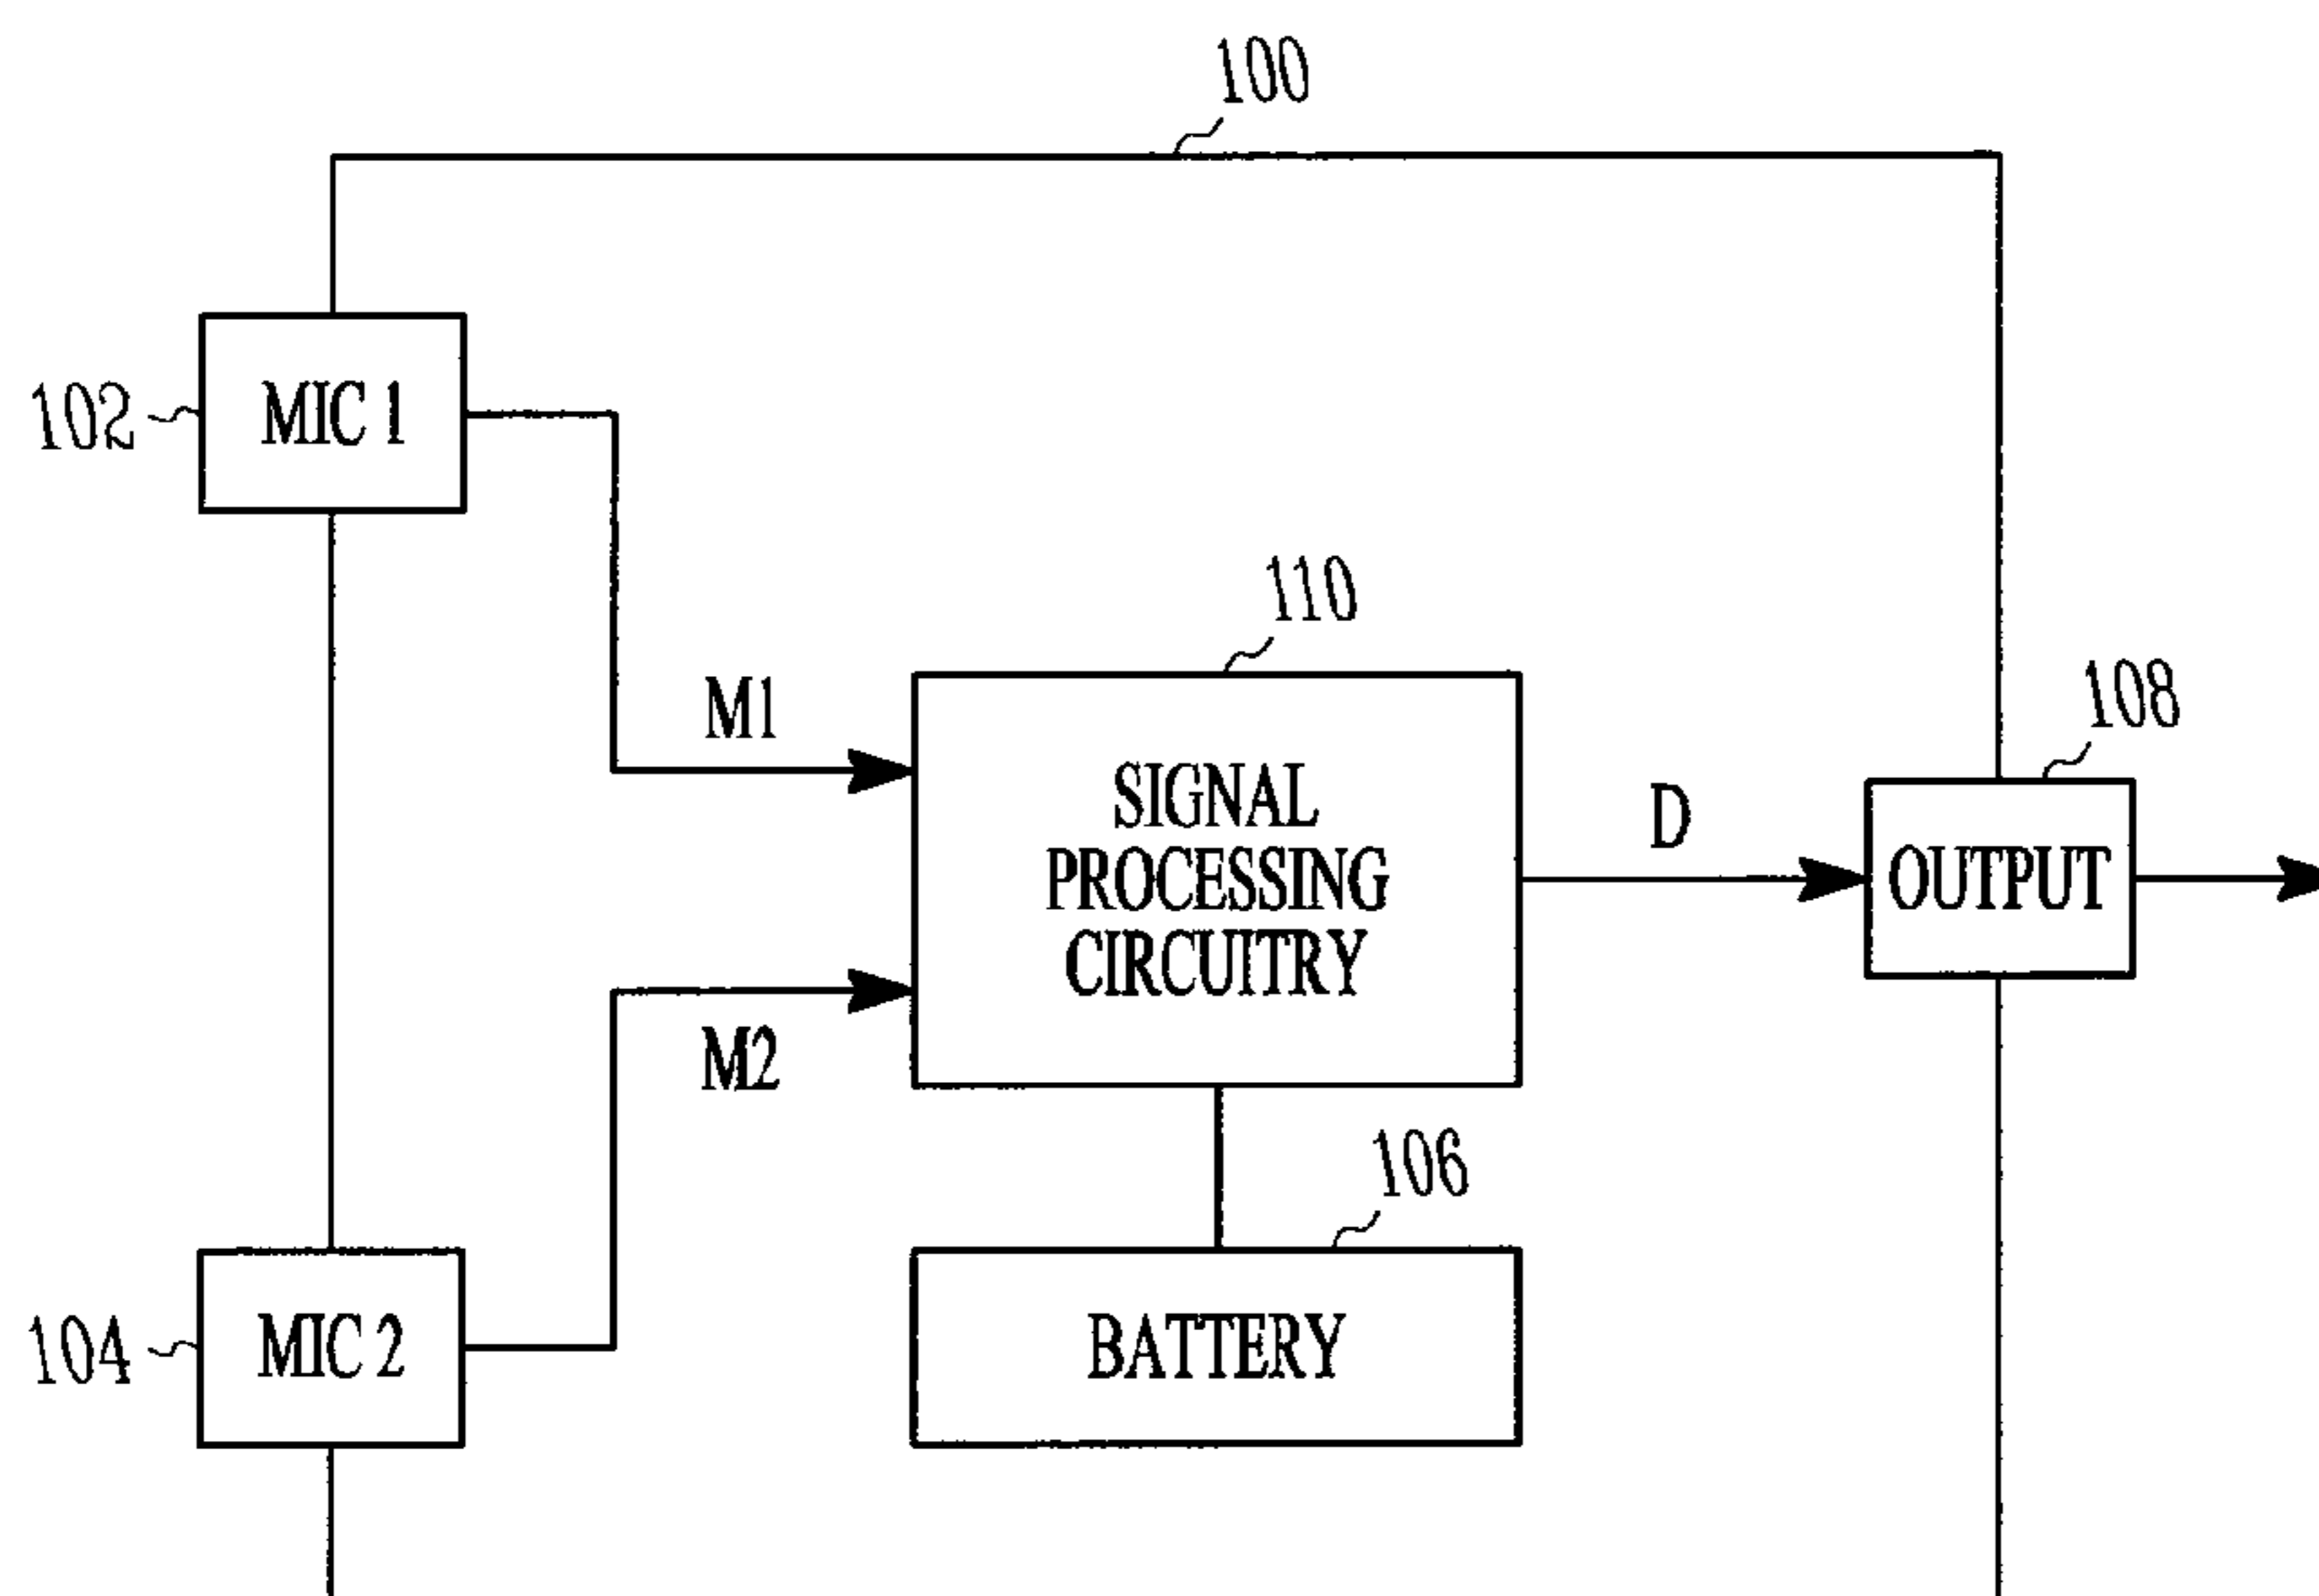 100
102
MIC 1
110
M1
108
SIGNAL
PROCESSING
CIRCUITRY
D
OUTPUT
M2
106
104
MIC 2
BATTERY